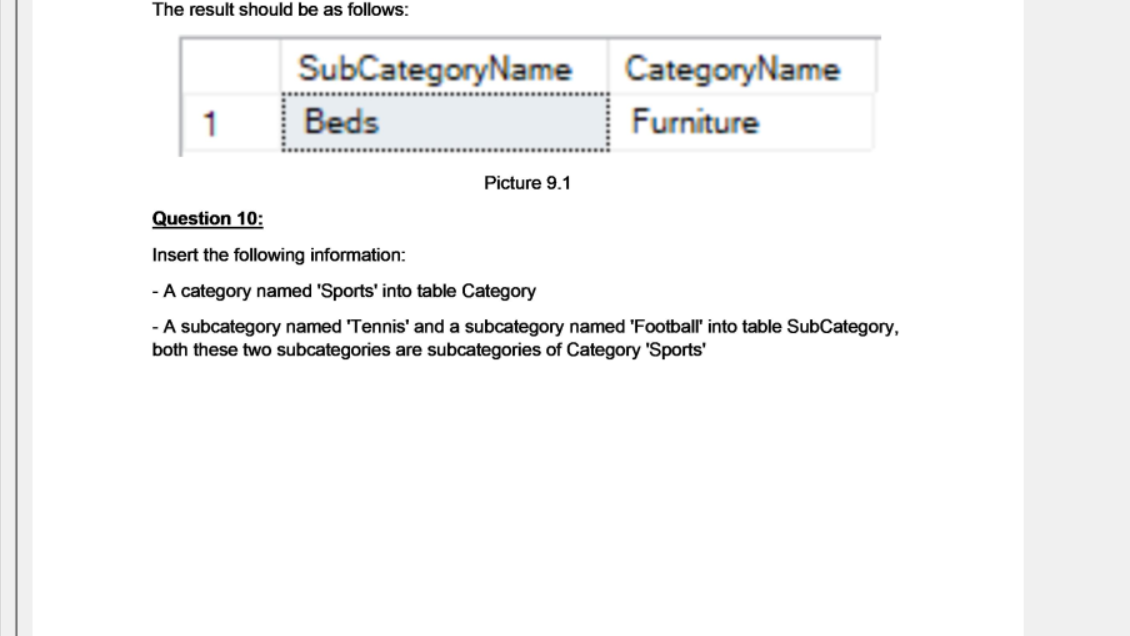 The result should be as follows:
SubCategoryName CategoryName
1 Beds Furniture
Picture 9.1
Question 10:
Insert the following information:
- A category named 'Sports' into table Category
- A subcategory named 'Tennis' and a subcategory named 'Football' into table SubCategory,
both these two subcategories are subcategories of Category 'Sports'